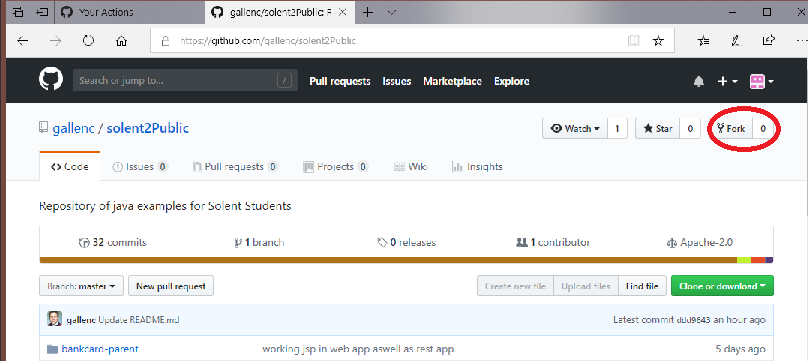 Your Actions
gallenc/solent2Public: F
https://github.com/gallenc/solent2Public
Search or jump to... /
Pull requests Issues Marketplace Explore
gallenc / solent2Public
Watch 1 Star 0 Fork 0
Code Issues 0 Pull requests 0 Projects 0 Wiki Insights
Repository of java examples for Solent Students
32 commits 1 branch 0 releases 1 contributor Apache-2.0
Branch: master New pull request Create new file Upload files Find file Clone or download
gallenc Update README.md Latest commit ddd9643 an hour ago
bankcard-parent working jsp in web app aswell as rest app 5 days ago